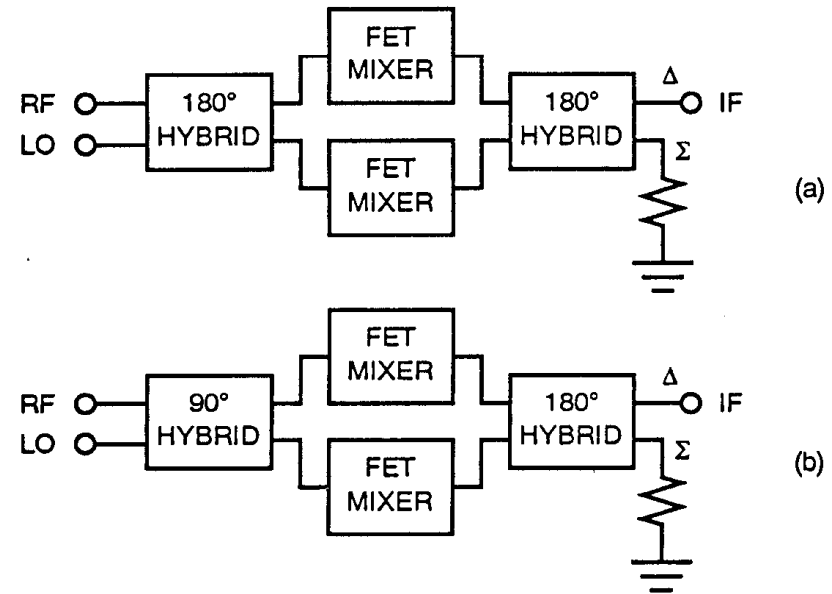 FET
MIXER
RF
LO
180°
HYBRID
180°
HYBRID
Δ
IF
Σ
FET
MIXER
(a)
FET
MIXER
RF
LO
90°
HYBRID
180°
HYBRID
Δ
IF
Σ
FET
MIXER
(b)